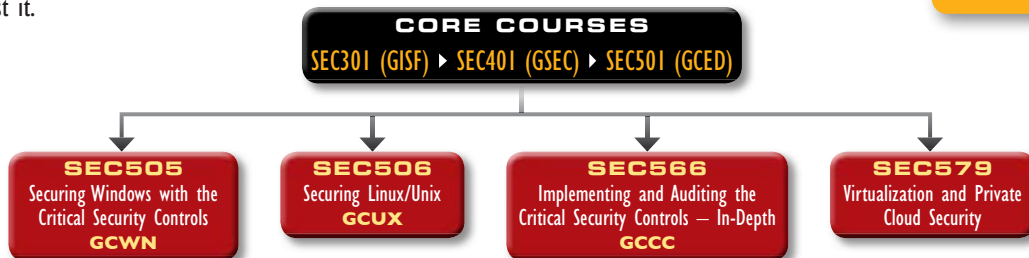 st it.
CORE COURSES
SEC301 (GISF) ▸ SEC401 (GSEC) ▸ SEC501 (GCED)
SEC505
Securing Windows with the
Critical Security Controls
GCWN
SEC506
Securing Linux/Unix
GCUX
SEC566
Implementing and Auditing the
Critical Security Controls – In-Depth
GCCC
SEC579
Virtualization and Private
Cloud Security